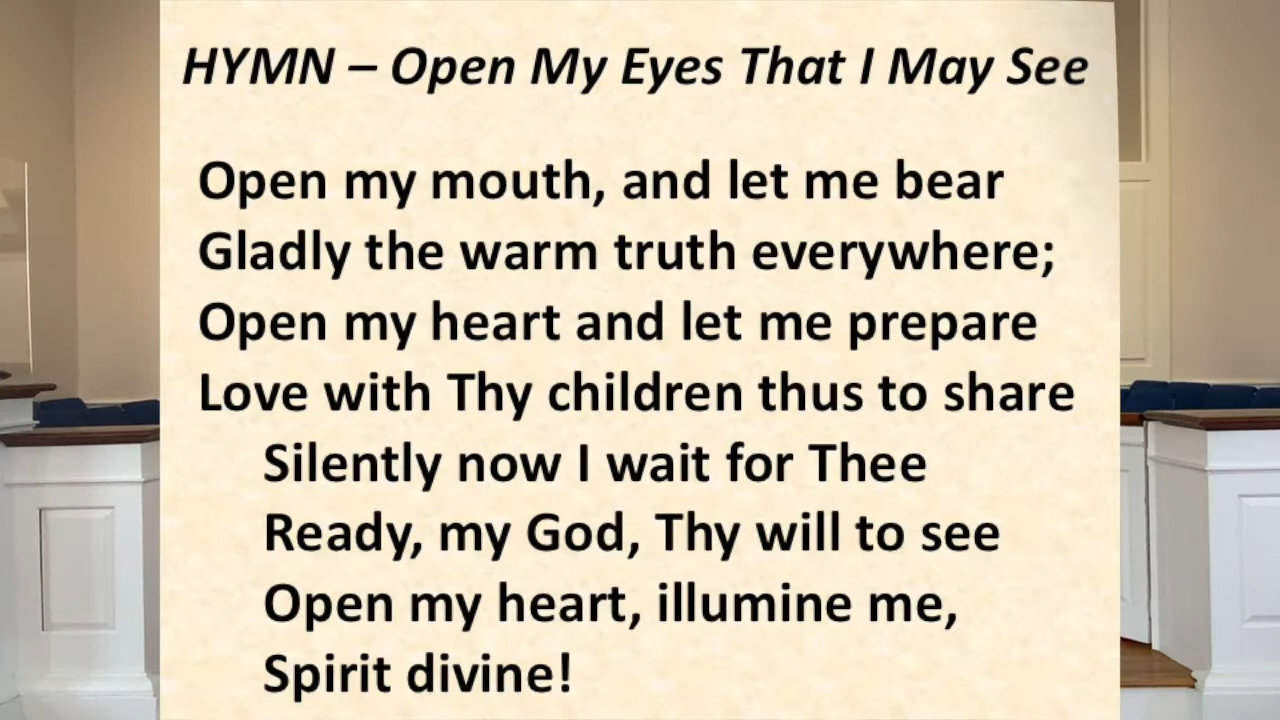 HYMN – Open My Eyes That I May See
Open my mouth, and let me bear
Gladly the warm truth everywhere;
Open my heart and let me prepare
Love with Thy children thus to share
Silently now I wait for Thee
Ready, my God, Thy will to see
Open my heart, illumine me,
Spirit divine!